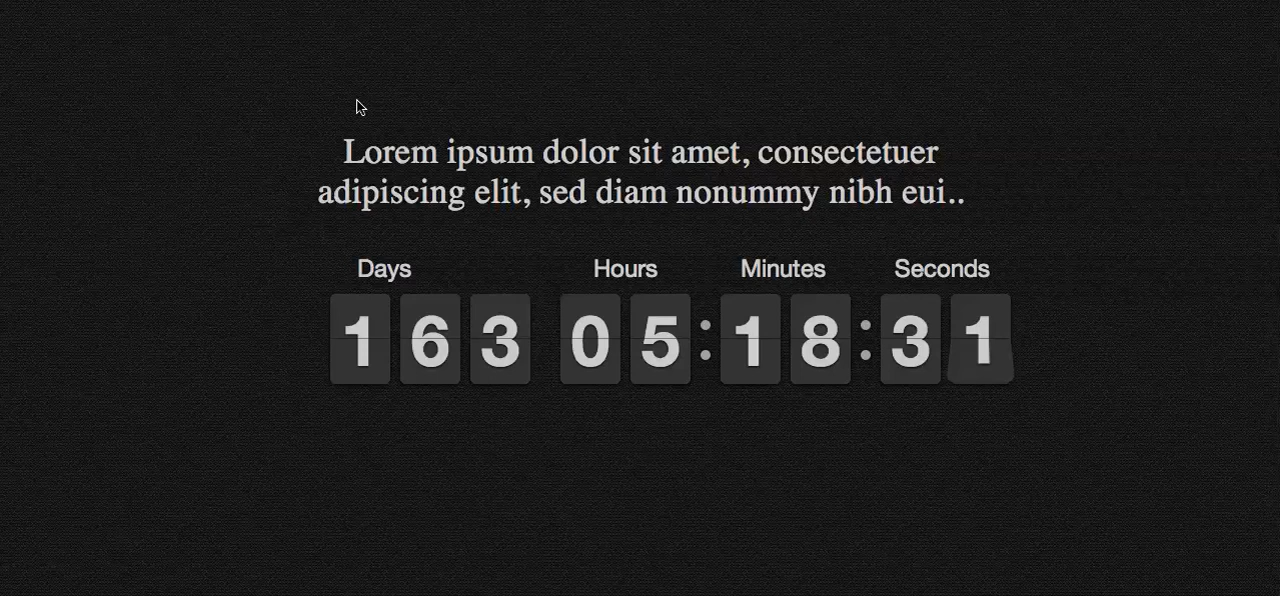 Lorem ipsum dolor sit amet, consectetuer
adipiscing elit, sed diam nonummy nibh eui..
Days Hours Minutes Seconds
163 05:18:31